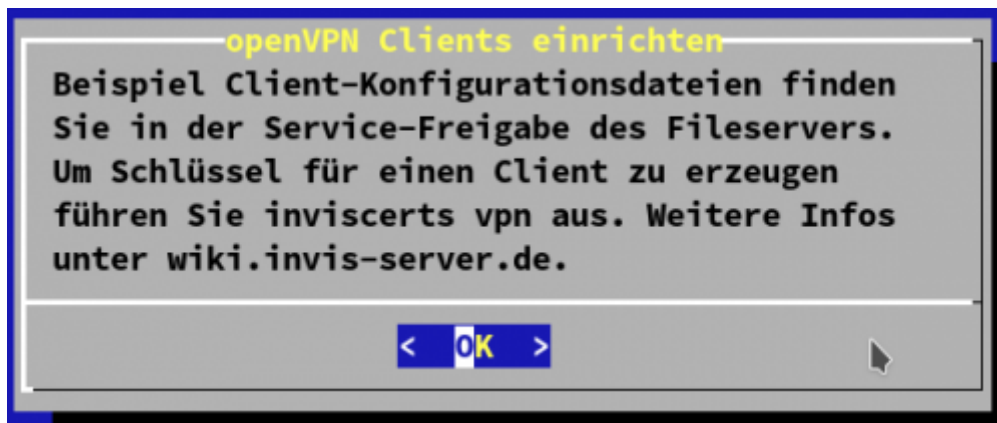 openVPN Clients einrichten
Beispiel Client-Konfigurationsdateien finden
Sie in der Service-Freigabe des Fileservers.
Um Schlüssel für einen Client zu erzeugen
führen Sie inviscerts vpn aus. Weitere Infos
unter wiki.invis-server.de.
< OK >